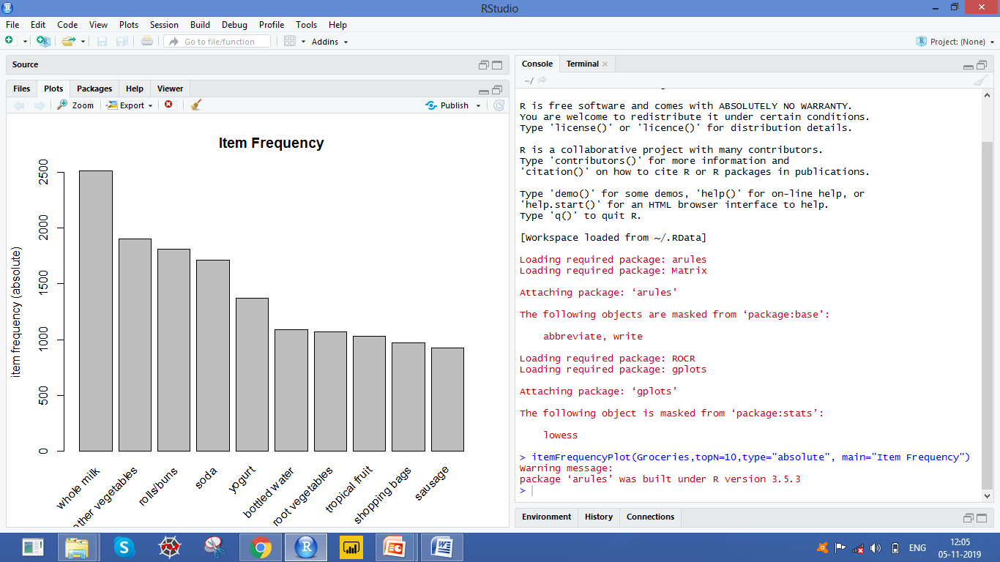 RStudio
File Edit Code View Plots Session Build Debug Profile Tools Help
Go to file/function Addins Project: (None)
Source
Files Plots Packages Help Viewer
Zoom Export Publish
Item Frequency
item frequency (absolute)
2500
2000
1500
1000
500
0
whole milk
other vegetables
rolls/buns
soda
yogurt
bottled water
root vegetables
tropical fruit
shopping bags
sausage
Console Terminal
~/
R is free software and comes with ABSOLUTELY NO WARRANTY.
You are welcome to redistribute it under certain conditions.
Type 'license()' or 'licence()' for distribution details.
R is a collaborative project with many contributors.
Type 'contributors()' for more information and
'citation()' on how to cite R or R packages in publications.
Type 'demo()' for some demos, 'help()' for on-line help, or
'help.start()' for an HTML browser interface to help.
Type 'q()' to quit R.
[Workspace loaded from ~/.RData]
Loading required package: arules
Loading required package: Matrix
Attaching package: ‘arules’
The following objects are masked from ‘package:base’:
abbreviate, write
Loading required package: ROCR
Loading required package: gplots
Attaching package: ‘gplots’
The following object is masked from ‘package:stats’:
lowess
> itemFrequencyPlot(Groceries,topN=10,type="absolute", main="Item Frequency")
Warning message:
package ‘arules’ was built under R version 3.5.3
>
Environment History Connections
ENG
12:05
05-11-2019